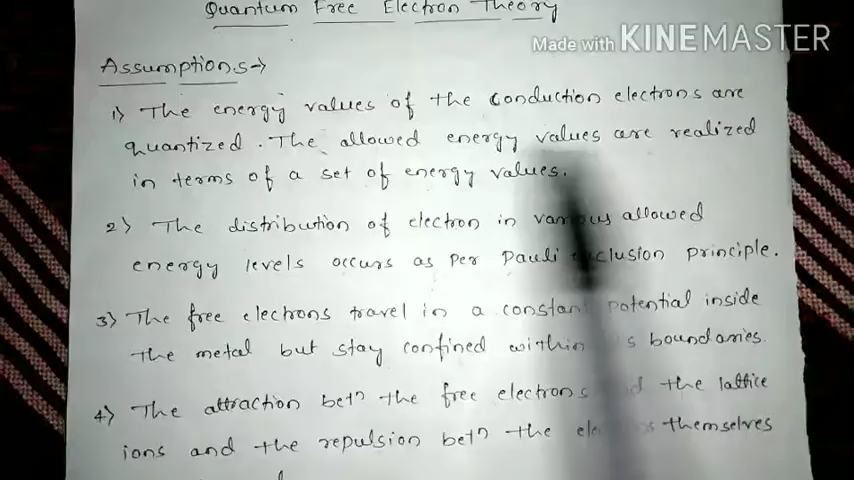 Quantum Free Electron Theory
Made with KINEMASTER
Assumptions→
1) The energy values of the conduction electrons are
quantized. The allowed energy values are realized
in terms of a set of energy values.
2) The distribution of electron in various allowed
energy levels occurs as per Pauli exclusion principle.
3) The free electrons travel in a constant potential inside
the metal but stay confined within its boundaries.
4) The attraction betn the free electrons and the lattice
ions and the repulsion betn the themselves